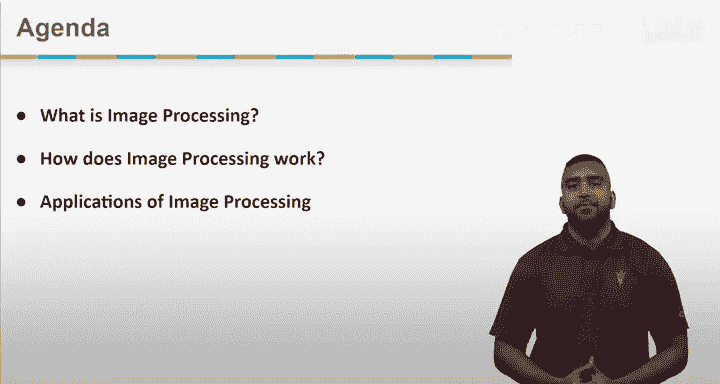 Agenda
● What is Image Processing?
● How does Image Processing work?
● Applications of Image Processing